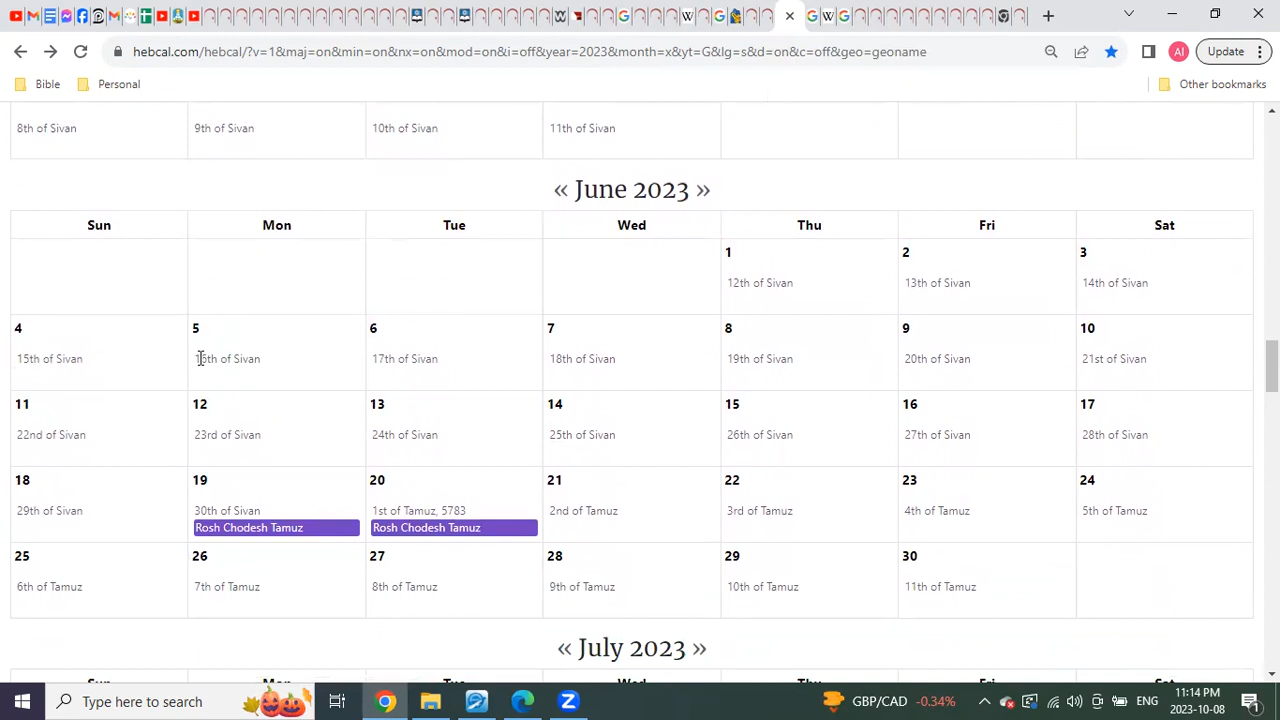 hebcal.com/hebcal/?v=1&maj=on&min=on&nx=on&mod=on&i=off&year=2023&month=x&yt=G&lg=s&d=on&c=off&geo=geoname
AI
Update
Bible Personal Other bookmarks
8th of Sivan 9th of Sivan 10th of Sivan 11th of Sivan
« June 2023 »
Sun Mon Tue Wed Thu Fri Sat
1 2 3
12th of Sivan 13th of Sivan 14th of Sivan
4 5 6 7 8 9 10
15th of Sivan 16th of Sivan 17th of Sivan 18th of Sivan 19th of Sivan 20th of Sivan 21st of Sivan
11 12 13 14 15 16 17
22nd of Sivan 23rd of Sivan 24th of Sivan 25th of Sivan 26th of Sivan 27th of Sivan 28th of Sivan
18 19 20 21 22 23 24
29th of Sivan 30th of Sivan 1st of Tamuz, 5783 2nd of Tamuz 3rd of Tamuz 4th of Tamuz 5th of Tamuz
Rosh Chodesh Tamuz Rosh Chodesh Tamuz
25 26 27 28 29 30
6th of Tamuz 7th of Tamuz 8th of Tamuz 9th of Tamuz 10th of Tamuz 11th of Tamuz
« July 2023 »
Sun Mon Tue Wed Thu Fri Sat
Type here to search
GBP/CAD -0.34%
ENG
11:14 PM
2023-10-08
1